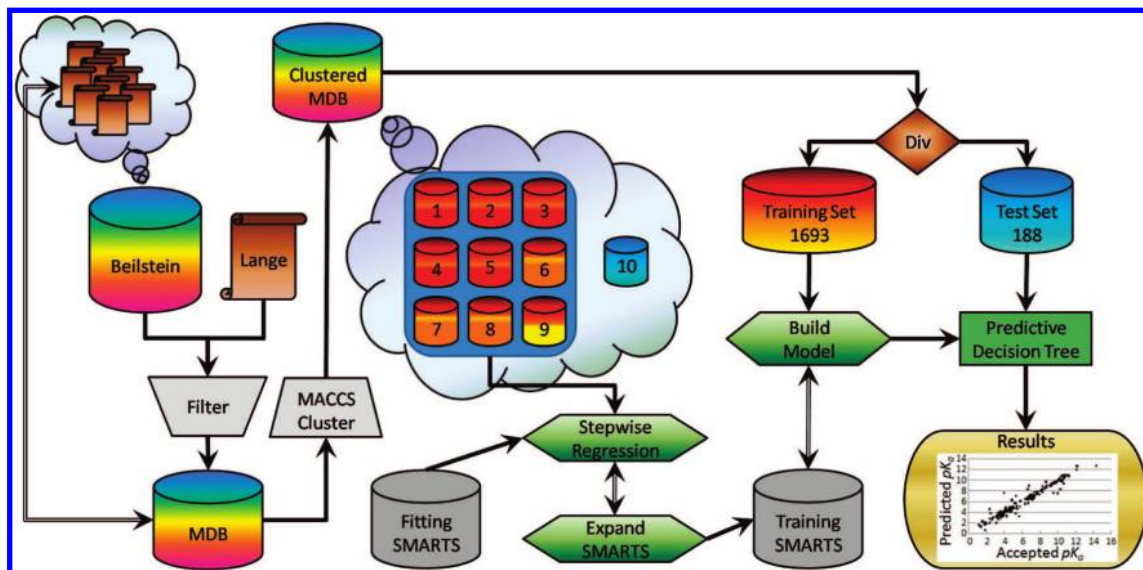 Clustered
MDB
Div
Beilstein
Lange
1
2
3
4
5
6
7
8
9
10
Training Set
1693
Test Set
188
Filter
MACCS
Cluster
Build
Model
Predictive
Decision Tree
Stepwise
Regression
MDB
Fitting
SMARTS
Expand
SMARTS
Training
SMARTS
Results
Predicted pKa
14
12
10
8
6
4
2
0
0
2
4
6
8
10
12
14
16
Accepted pKa